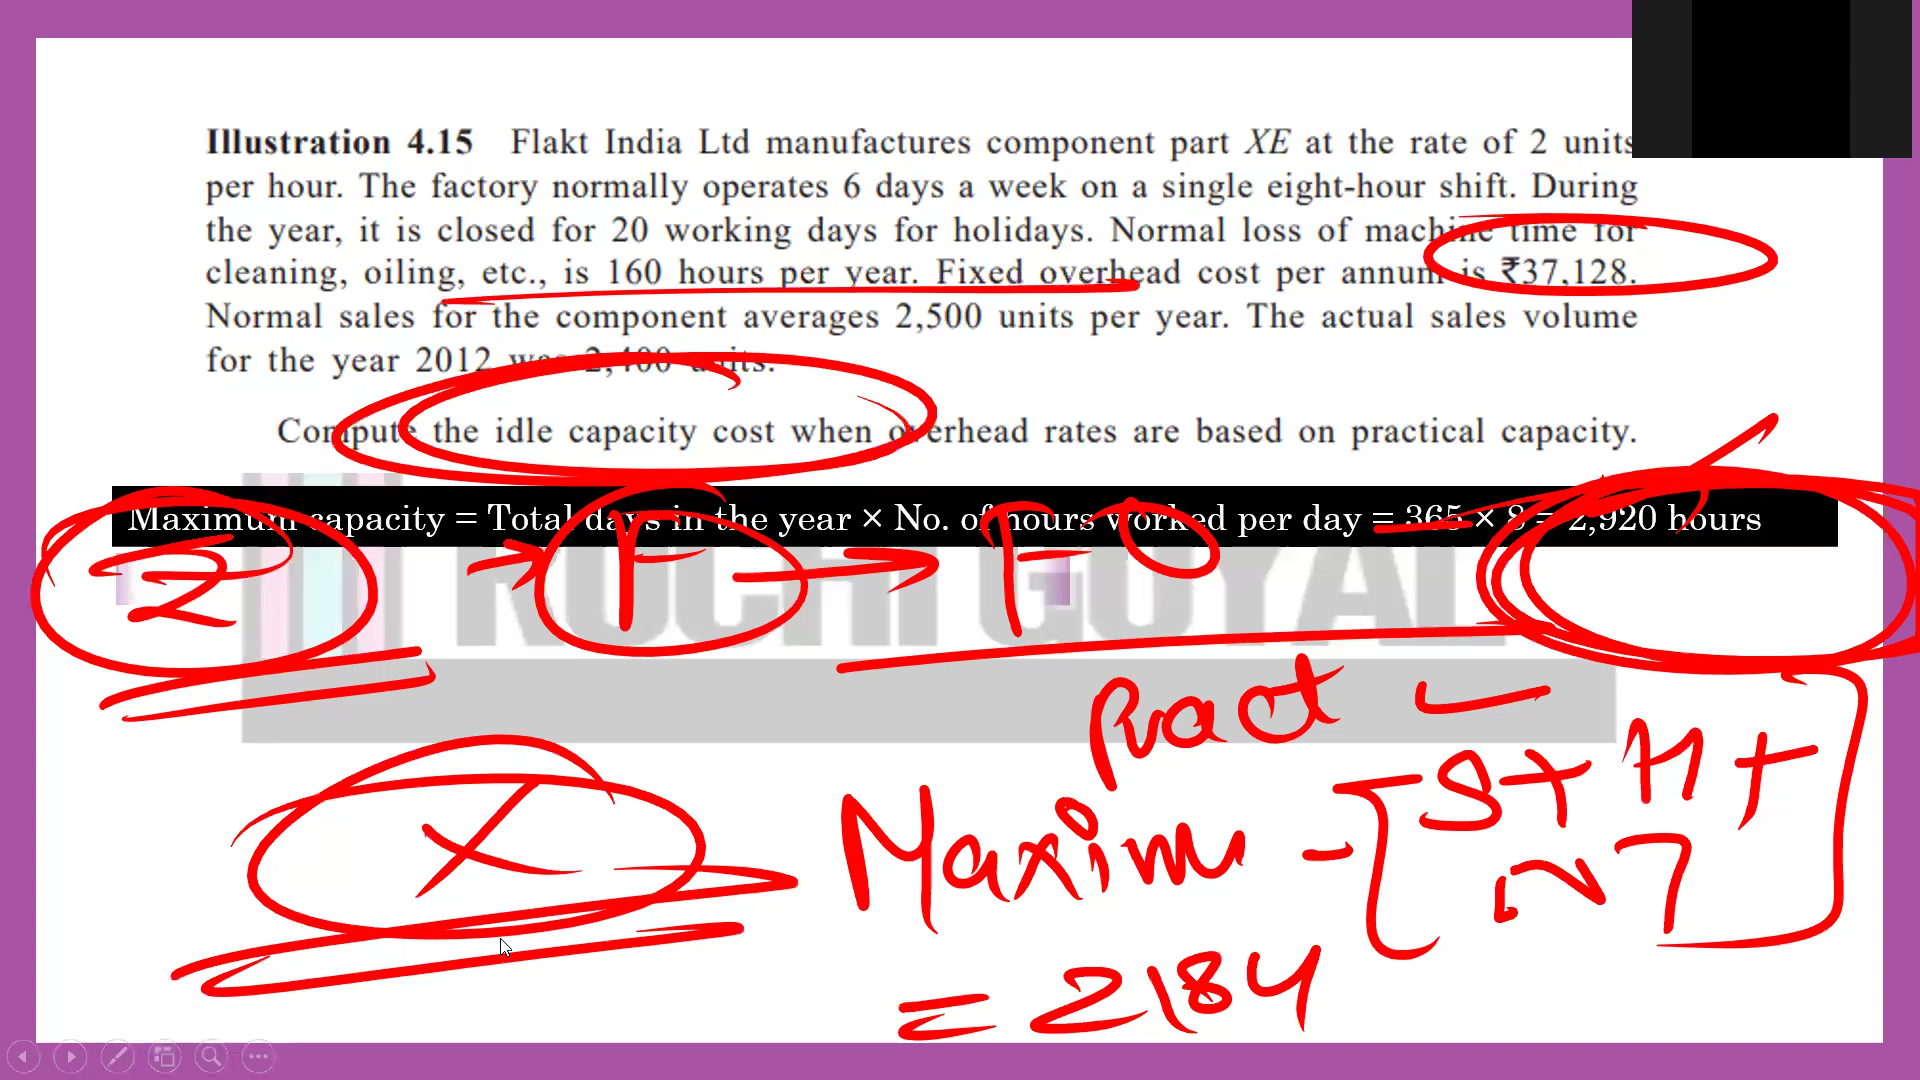 Illustration 4.15 Flakt India Ltd manufactures component part XE at the rate of 2 units
per hour. The factory normally operates 6 days a week on a single eight-hour shift. During
the year, it is closed for 20 working days for holidays. Normal loss of machine time for
cleaning, oiling, etc., is 160 hours per year. Fixed overhead cost per annum is ₹37,128.
Normal sales for the component averages 2,500 units per year. The actual sales volume
for the year 2012 was 2,400 units.
Compute the idle capacity cost when overhead rates are based on practical capacity.
Maximum capacity = Total days in the year × No. of hours worked per day = 365 × 8 = 2,920 hours
→ F → FO
RUCHI GOYAL
Pract
Maxim - [S + H +
= 2184